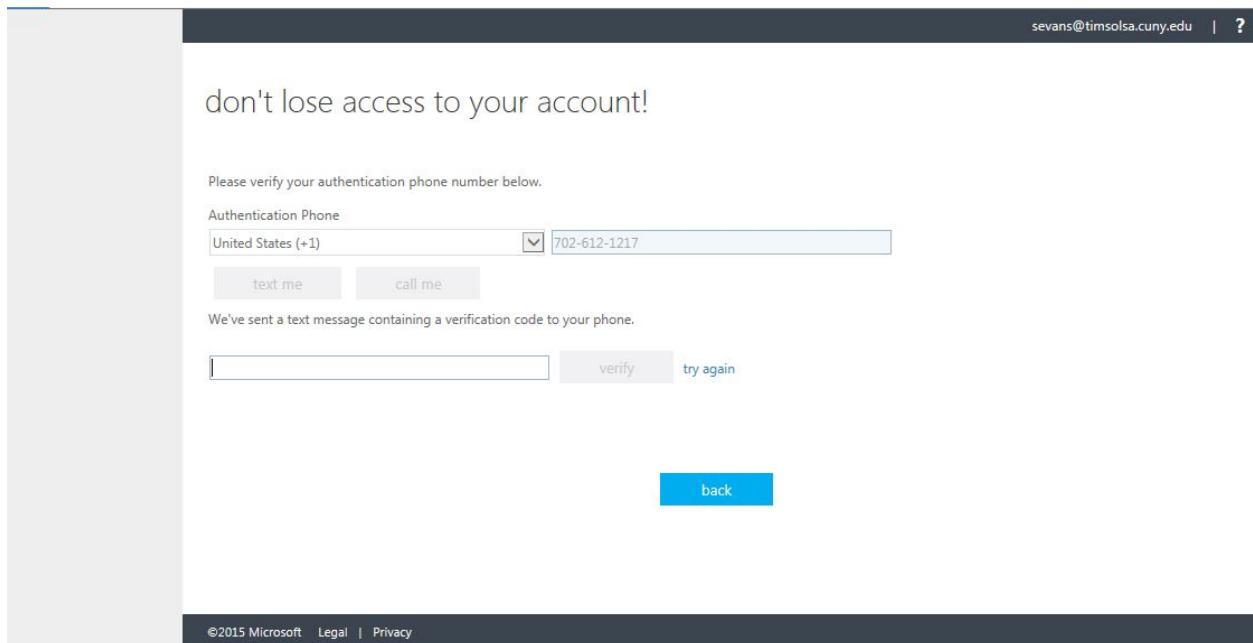 sevans@timsolsa.cuny.edu | ?
don't lose access to your account!
Please verify your authentication phone number below.
Authentication Phone
United States (+1) 702-612-1217
text me call me
We've sent a text message containing a verification code to your phone.
verify try again
back
©2015 Microsoft Legal | Privacy